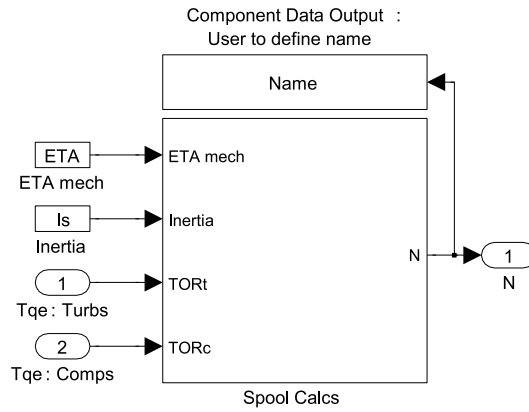 Component Data Output :
User to define name
Name
ETA
ETA mech
ETA mech
Is
Inertia
Inertia
1
TORt
Tqe : Turbs
2
TORc
Tqe : Comps
N
1
N
Spool Calcs